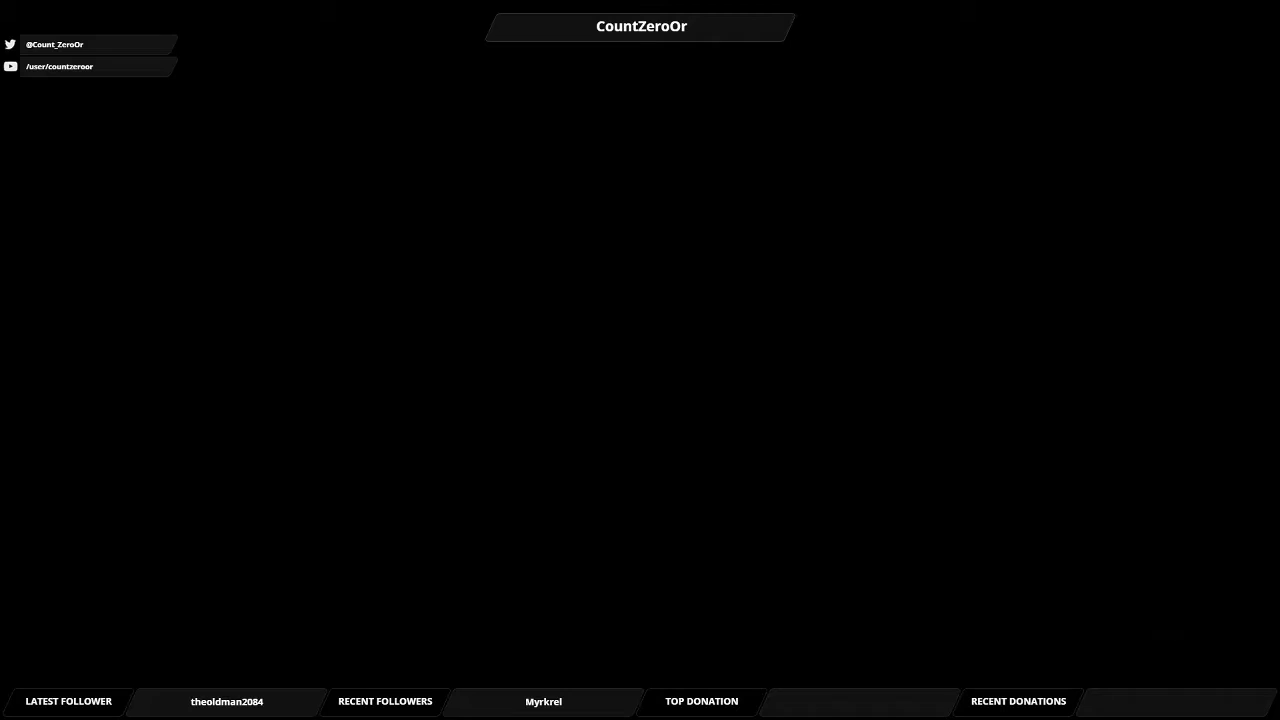 CountZeroOr
@Count_ZeroOr
/user/countzeroor
LATEST FOLLOWER theoldman2084 RECENT FOLLOWERS Myrkrel TOP DONATION RECENT DONATIONS